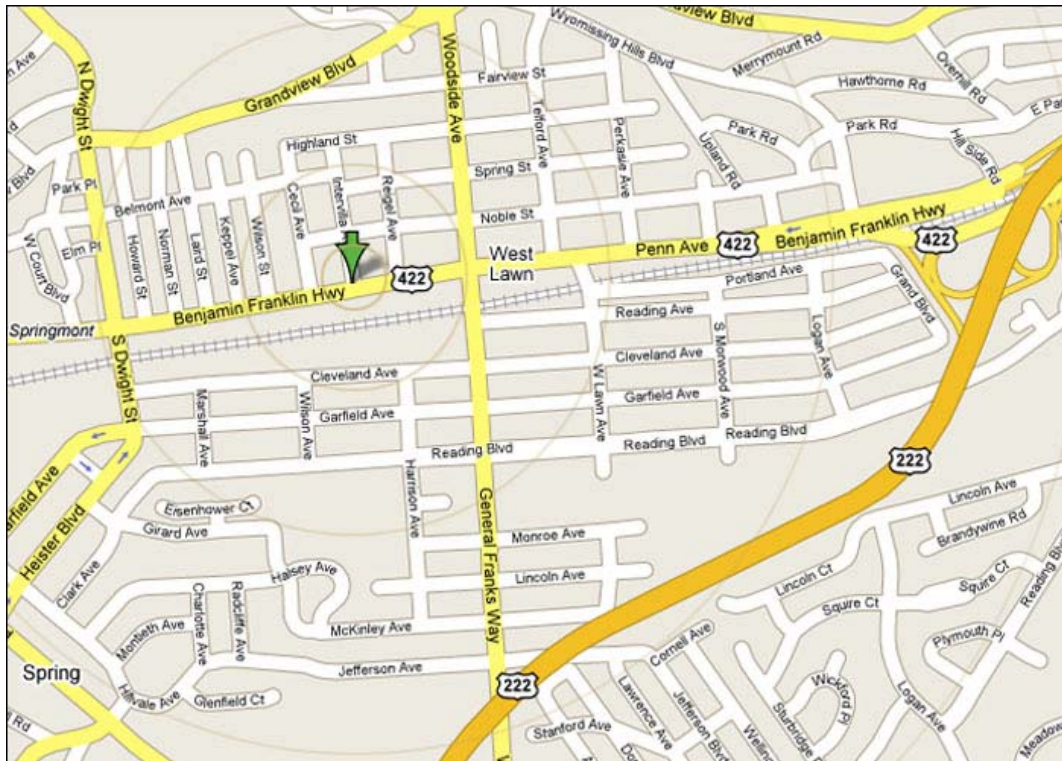 Grandview Blvd
Wyomissing Hills Blvd
Merrymount Rd
N Dwight St
Grandview Blvd
Woodside Ave
Fairview St
Hawthorne Rd
Overhill Rd
Telford Ave
Perkasie Ave
Park Rd
Park Rd
Highland St
Upland Rd
Hill Side Rd
Spring St
Park Pl
Intervilla
Reigel Ave
Cecil Ave
Belmont Ave
Noble St
Elm Pl
Howard St
Norman St
Laird St
Keppel Ave
Wilson St
W Court Blvd
West
Lawn
Penn Ave
422
Benjamin Franklin Hwy
422
422
Benjamin Franklin Hwy
Portland Ave
Grand Blvd
Springmont
Reading Ave
S Dwight St
Cleveland Ave
Cleveland Ave
S Morwood Ave
Logan Ave
Marshall Ave
Wilson Ave
Garfield Ave
W Lawn Ave
Garfield Ave
Reading Blvd
Reading Blvd
Reading Blvd
222
Harrison Ave
Garfield Ave
Heister Blvd
Eisenhower Ct
Girard Ave
General Franks Way
Monroe Ave
Lincoln Ave
Brandywine Rd
Reading Blvd
Halsey Ave
Lincoln Ave
Lincoln Ct
Squire Ct
Squire Ct
Clark Ave
Charlotte Ave
Radcliffe Ave
Montieth Ave
McKinley Ave
Cornell Ave
Plymouth Pl
Spring
Jefferson Ave
222
Hillvale Ave
Glenfield Ct
Stanford Ave
Lawrence Ave
Jefferson Blvd
Wickford Pl
Logan Ave